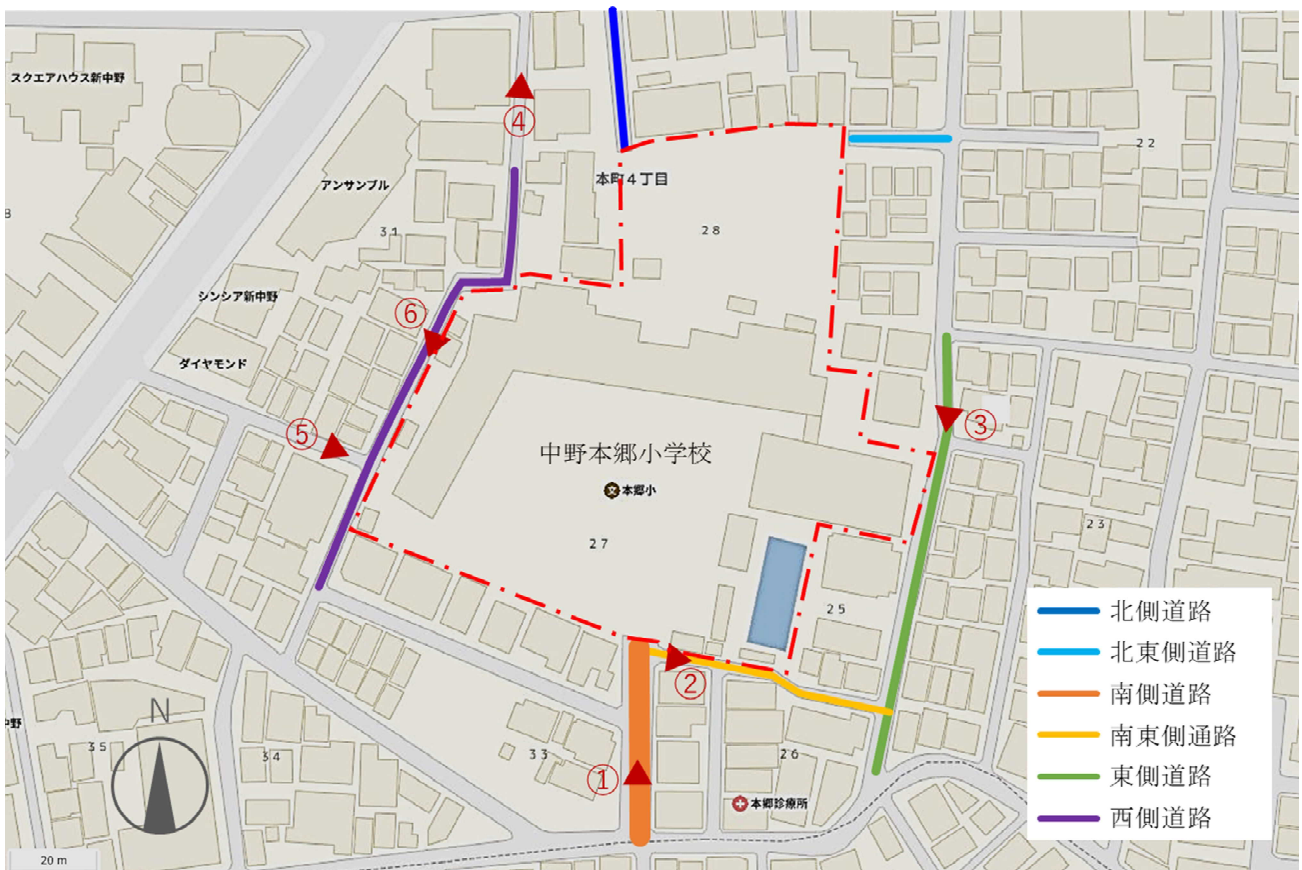 スクエアハウス新中野
④
本町4丁目
22
アンサンブル
31
28
シンシア新中野
⑥
ダイヤモンド
⑤
③
中野本郷小学校
文 本郷小
27
23
25
②
北側道路
北東側道路
南側道路
南東側通路
東側道路
西側道路
N
中野
35
34
33
26
①
本郷診療所
20 m